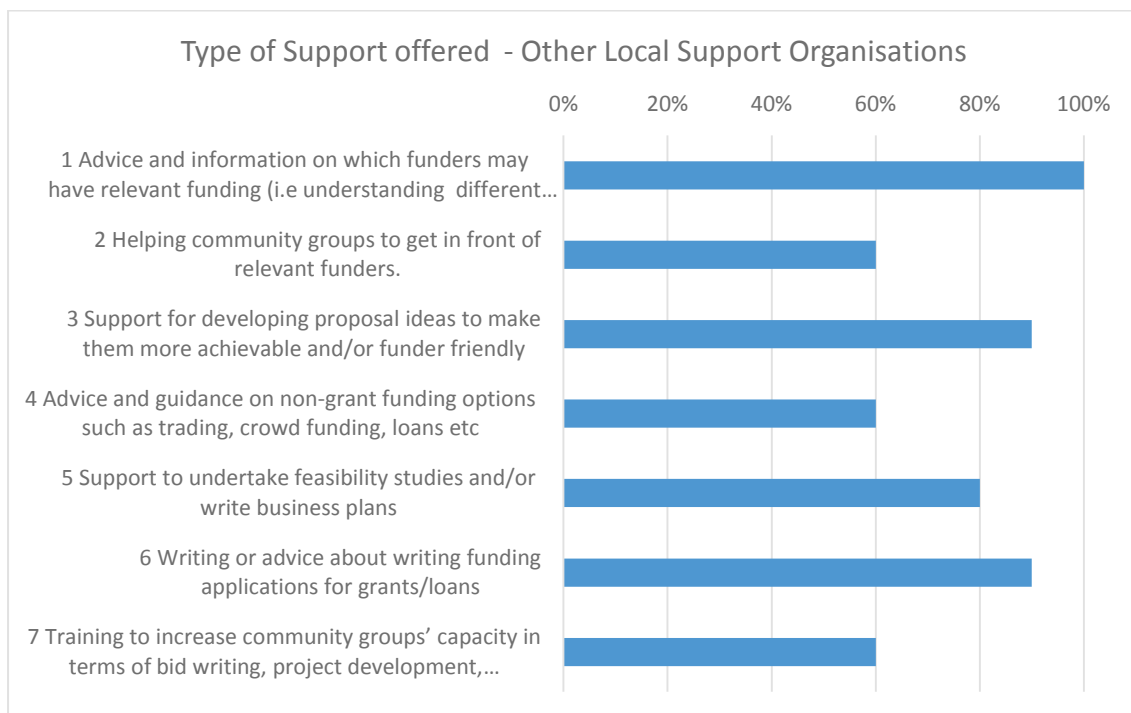 Type of Support offered - Other Local Support Organisations
0% 20% 40% 60% 80% 100%
1 Advice and information on which funders may
have relevant funding (i.e understanding different…
2 Helping community groups to get in front of
relevant funders.
3 Support for developing proposal ideas to make
them more achievable and/or funder friendly
4 Advice and guidance on non-grant funding options
such as trading, crowd funding, loans etc
5 Support to undertake feasibility studies and/or
write business plans
6 Writing or advice about writing funding
applications for grants/loans
7 Training to increase community groups’ capacity in
terms of bid writing, project development,…